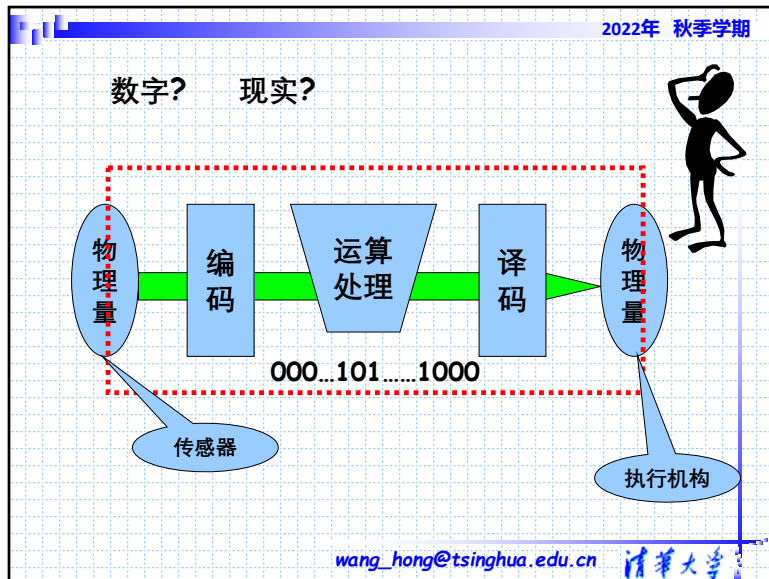 2022年 秋季学期
数字? 现实?
物理量
编码
运算处理
译码
物理量
000…101……1000
传感器
执行机构
wang_hong@tsinghua.edu.cn
清华大学